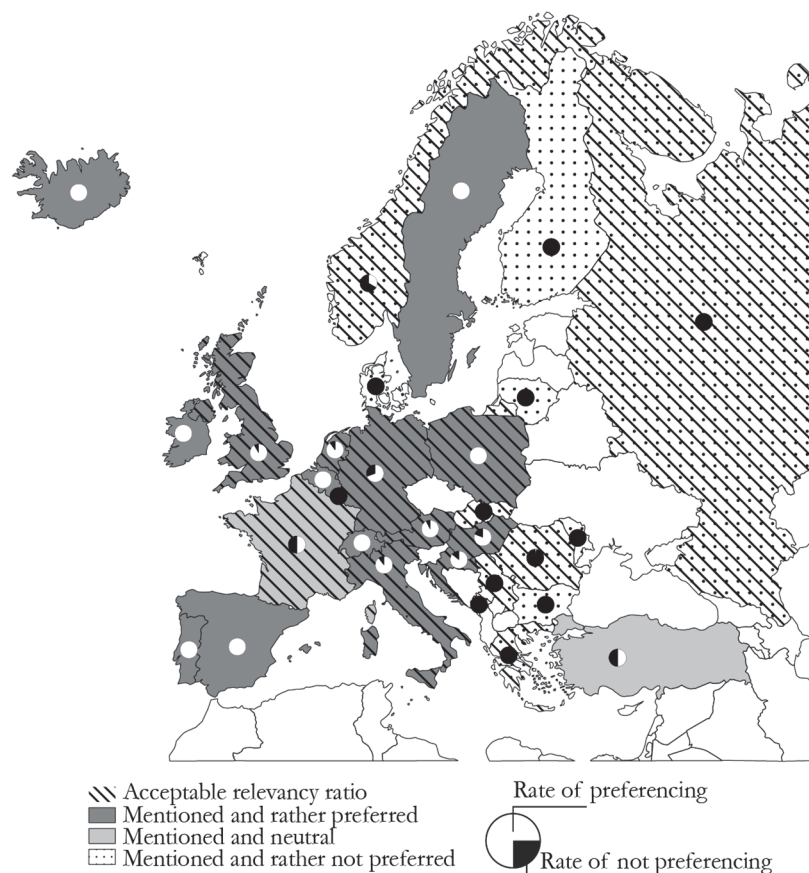 Acceptable relevancy ratio
Mentioned and rather preferred
Mentioned and neutral
Mentioned and rather not preferred
Rate of preferencing
Rate of not preferencing